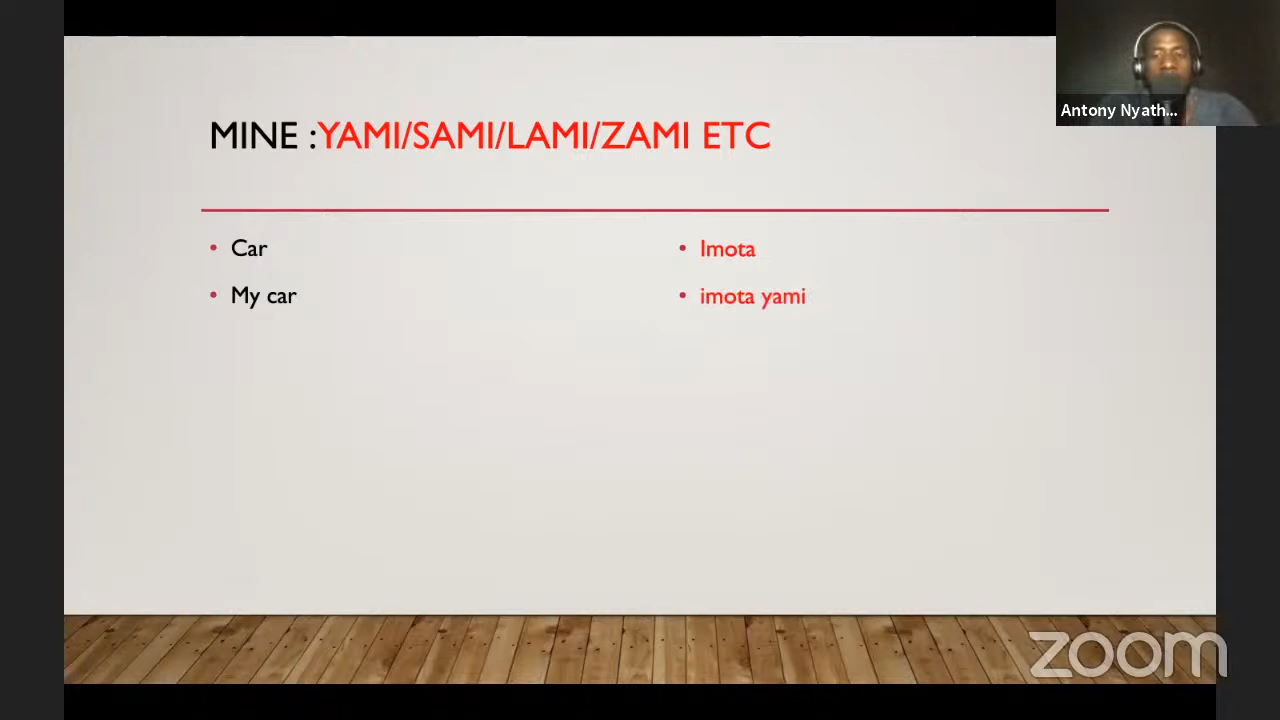 Antony Nyath...
MINE :YAMI/SAMI/LAMI/ZAMI ETC
• Car
• My car
• Imota
• imota yami
zoom